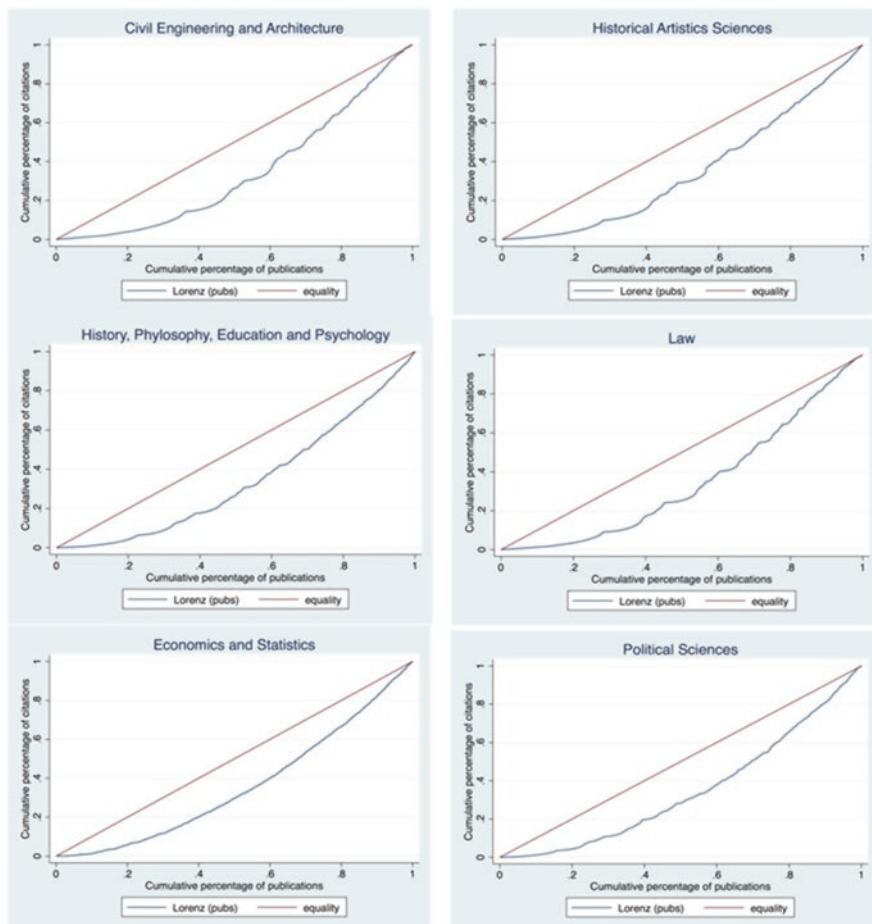 Civil Engineering and Architecture
Cumulative percentage of citations
0 .2 .4 .6 .8 1
0 .2 .4 .6 .8 1
Cumulative percentage of publications
Lorenz (pubs) equality
Historical Artistics Sciences
Cumulative percentage of citations
0 .2 .4 .6 .8 1
0 .2 .4 .6 .8 1
Cumulative percentage of publications
Lorenz (pubs) equality
History, Phylosophy, Education and Psychology
Cumulative percentage of citations
0 .2 .4 .6 .8 1
0 .2 .4 .6 .8 1
Cumulative percentage of publications
Lorenz (pubs) equality
Law
Cumulative percentage of citations
0 .2 .4 .6 .8 1
0 .2 .4 .6 .8 1
Cumulative percentage of publications
Lorenz (pubs) equality
Economics and Statistics
Cumulative percentage of citations
0 .2 .4 .6 .8 1
0 .2 .4 .6 .8 1
Cumulative percentage of publications
Lorenz (pubs) equality
Political Sciences
Cumulative percentage of citations
0 .2 .4 .6 .8 1
0 .2 .4 .6 .8 1
Cumulative percentage of publications
Lorenz (pubs) equality